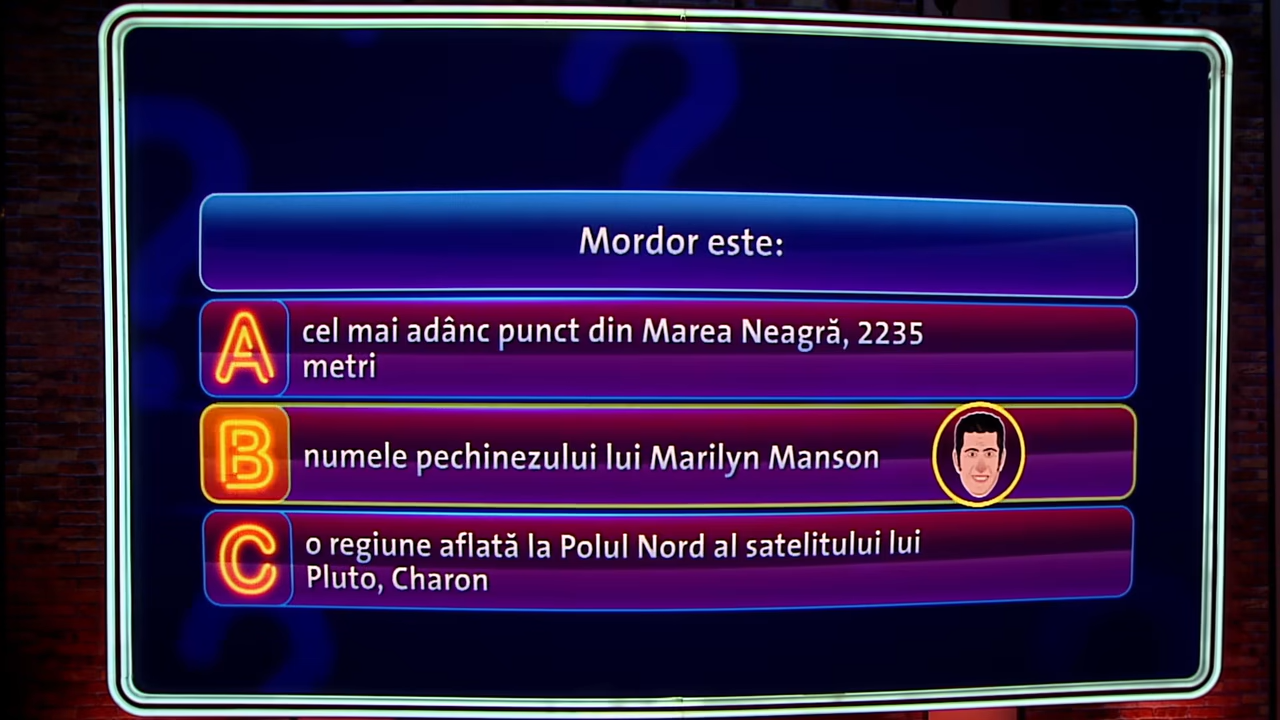 Mordor este:
A
cel mai adânc punct din Marea Neagră, 2235
metri
B
numele pechinezului lui Marilyn Manson
C
o regiune aflată la Polul Nord al satelitului lui
Pluto, Charon